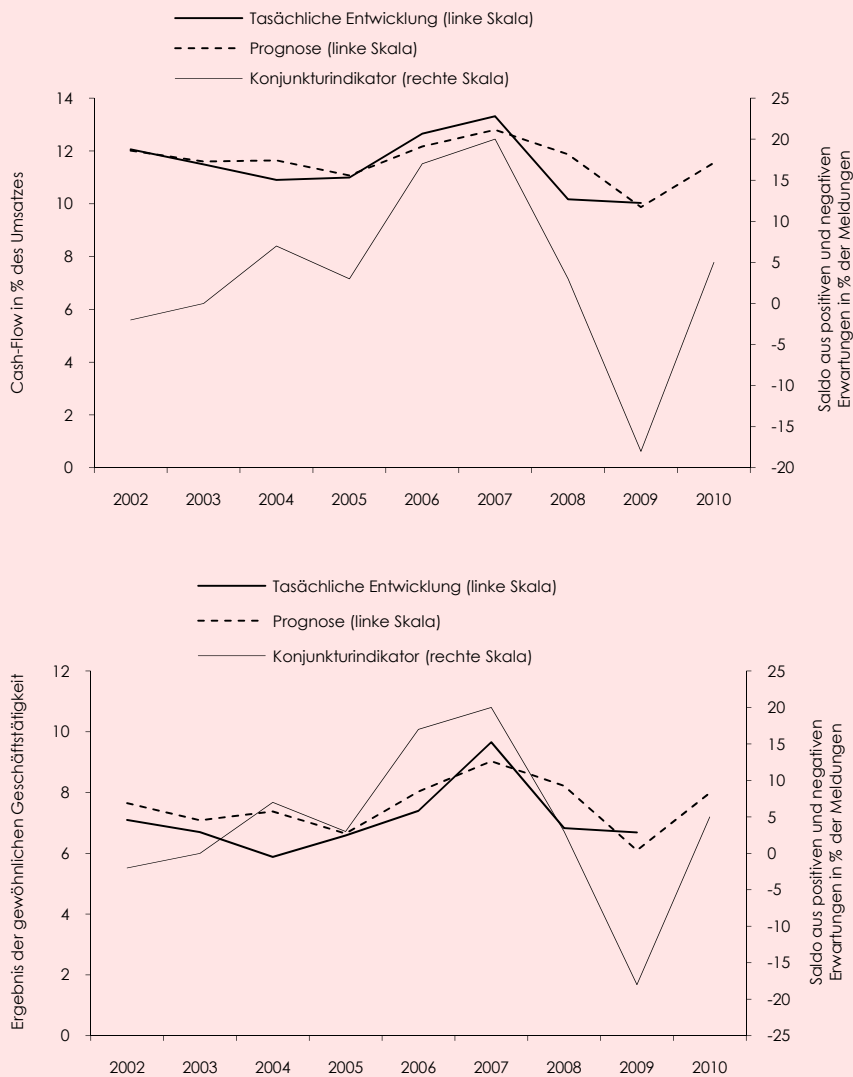 Tasächliche Entwicklung (linke Skala)
Prognose (linke Skala)
Konjunkturindikator (rechte Skala)
Cash-Flow in % des Umsatzes
14
12
10
8
6
4
2
0
25
20
15
10
5
0
-5
-10
-15
-20
Saldo aus positiven und negativen
Erwartungen in % der Meldungen
2002 2003 2004 2005 2006 2007 2008 2009 2010
Tasächliche Entwicklung (linke Skala)
Prognose (linke Skala)
Konjunkturindikator (rechte Skala)
Ergebnis der gewöhnlichen Geschäftstätigkeit
12
10
8
6
4
2
0
25
20
15
10
5
0
-5
-10
-15
-20
-25
Saldo aus positiven und negativen
Erwartungen in % der Meldungen
2002 2003 2004 2005 2006 2007 2008 2009 2010